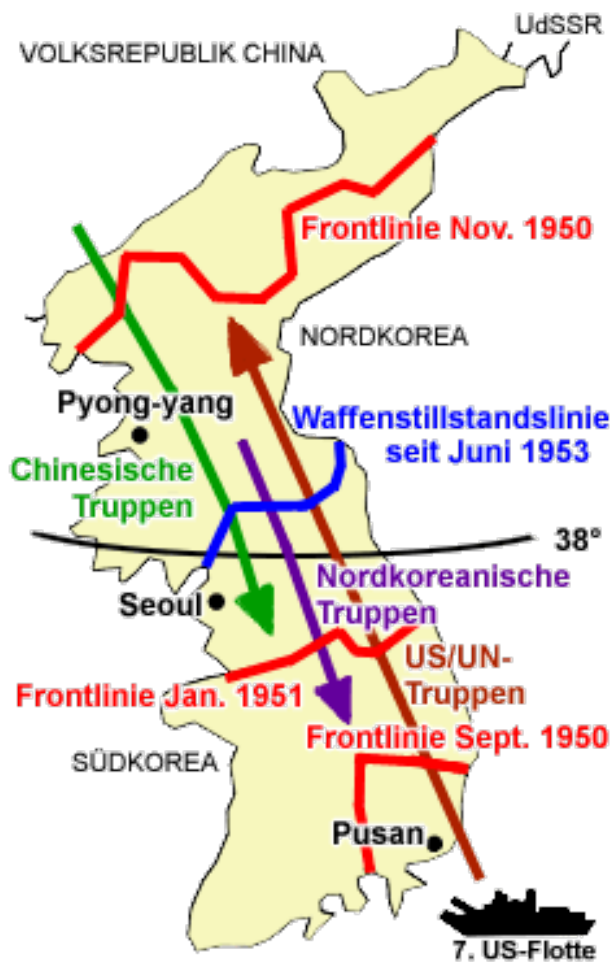 UdSSR
VOLKSREPUBLIK CHINA
Frontlinie Nov. 1950
NORDKOREA
Pyong-yang
Waffenstillstandslinie
seit Juni 1953
Chinesische
Truppen
38°
Nordkoreanische
Truppen
Seoul
US/UN-
Truppen
Frontlinie Jan. 1951
Frontlinie Sept. 1950
SÜDKOREA
Pusan
7. US-Flotte